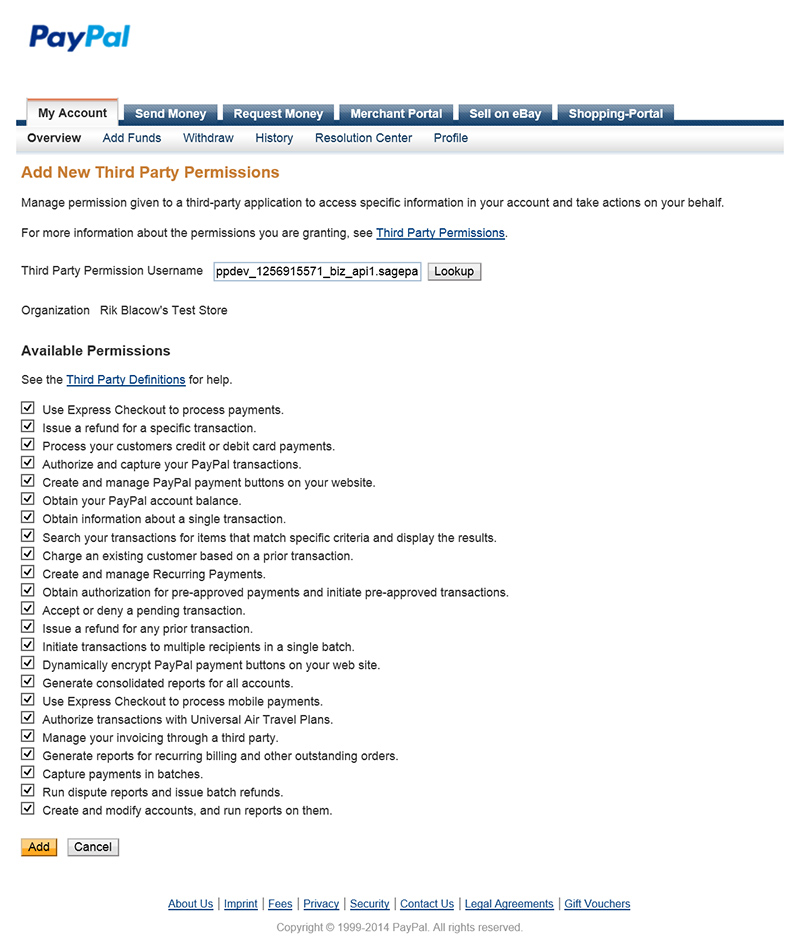 PayPal
My Account Send Money Request Money Merchant Portal Sell on eBay Shopping-Portal
Overview Add Funds Withdraw History Resolution Center Profile
Add New Third Party Permissions
Manage permission given to a third-party application to access specific information in your account and take actions on your behalf.
For more information about the permissions you are granting, see Third Party Permissions.
Third Party Permission Username ppdev_1256915571_biz_api1.sagepa Lookup
Organization Rik Blacow's Test Store
Available Permissions
See the Third Party Definitions for help.
Use Express Checkout to process payments.
Issue a refund for a specific transaction.
Process your customers credit or debit card payments.
Authorize and capture your PayPal transactions.
Create and manage PayPal payment buttons on your website.
Obtain your PayPal account balance.
Obtain information about a single transaction.
Search your transactions for items that match specific criteria and display the results.
Charge an existing customer based on a prior transaction.
Create and manage Recurring Payments.
Obtain authorization for pre-approved payments and initiate pre-approved transactions.
Accept or deny a pending transaction.
Issue a refund for any prior transaction.
Initiate transactions to multiple recipients in a single batch.
Dynamically encrypt PayPal payment buttons on your web site.
Generate consolidated reports for all accounts.
Use Express Checkout to process mobile payments.
Authorize transactions with Universal Air Travel Plans.
Manage your invoicing through a third party.
Generate reports for recurring billing and other outstanding orders.
Capture payments in batches.
Run dispute reports and issue batch refunds.
Create and modify accounts, and run reports on them.
Add Cancel
About Us | Imprint | Fees | Privacy | Security | Contact Us | Legal Agreements | Gift Vouchers
Copyright © 1999-2014 PayPal. All rights reserved.